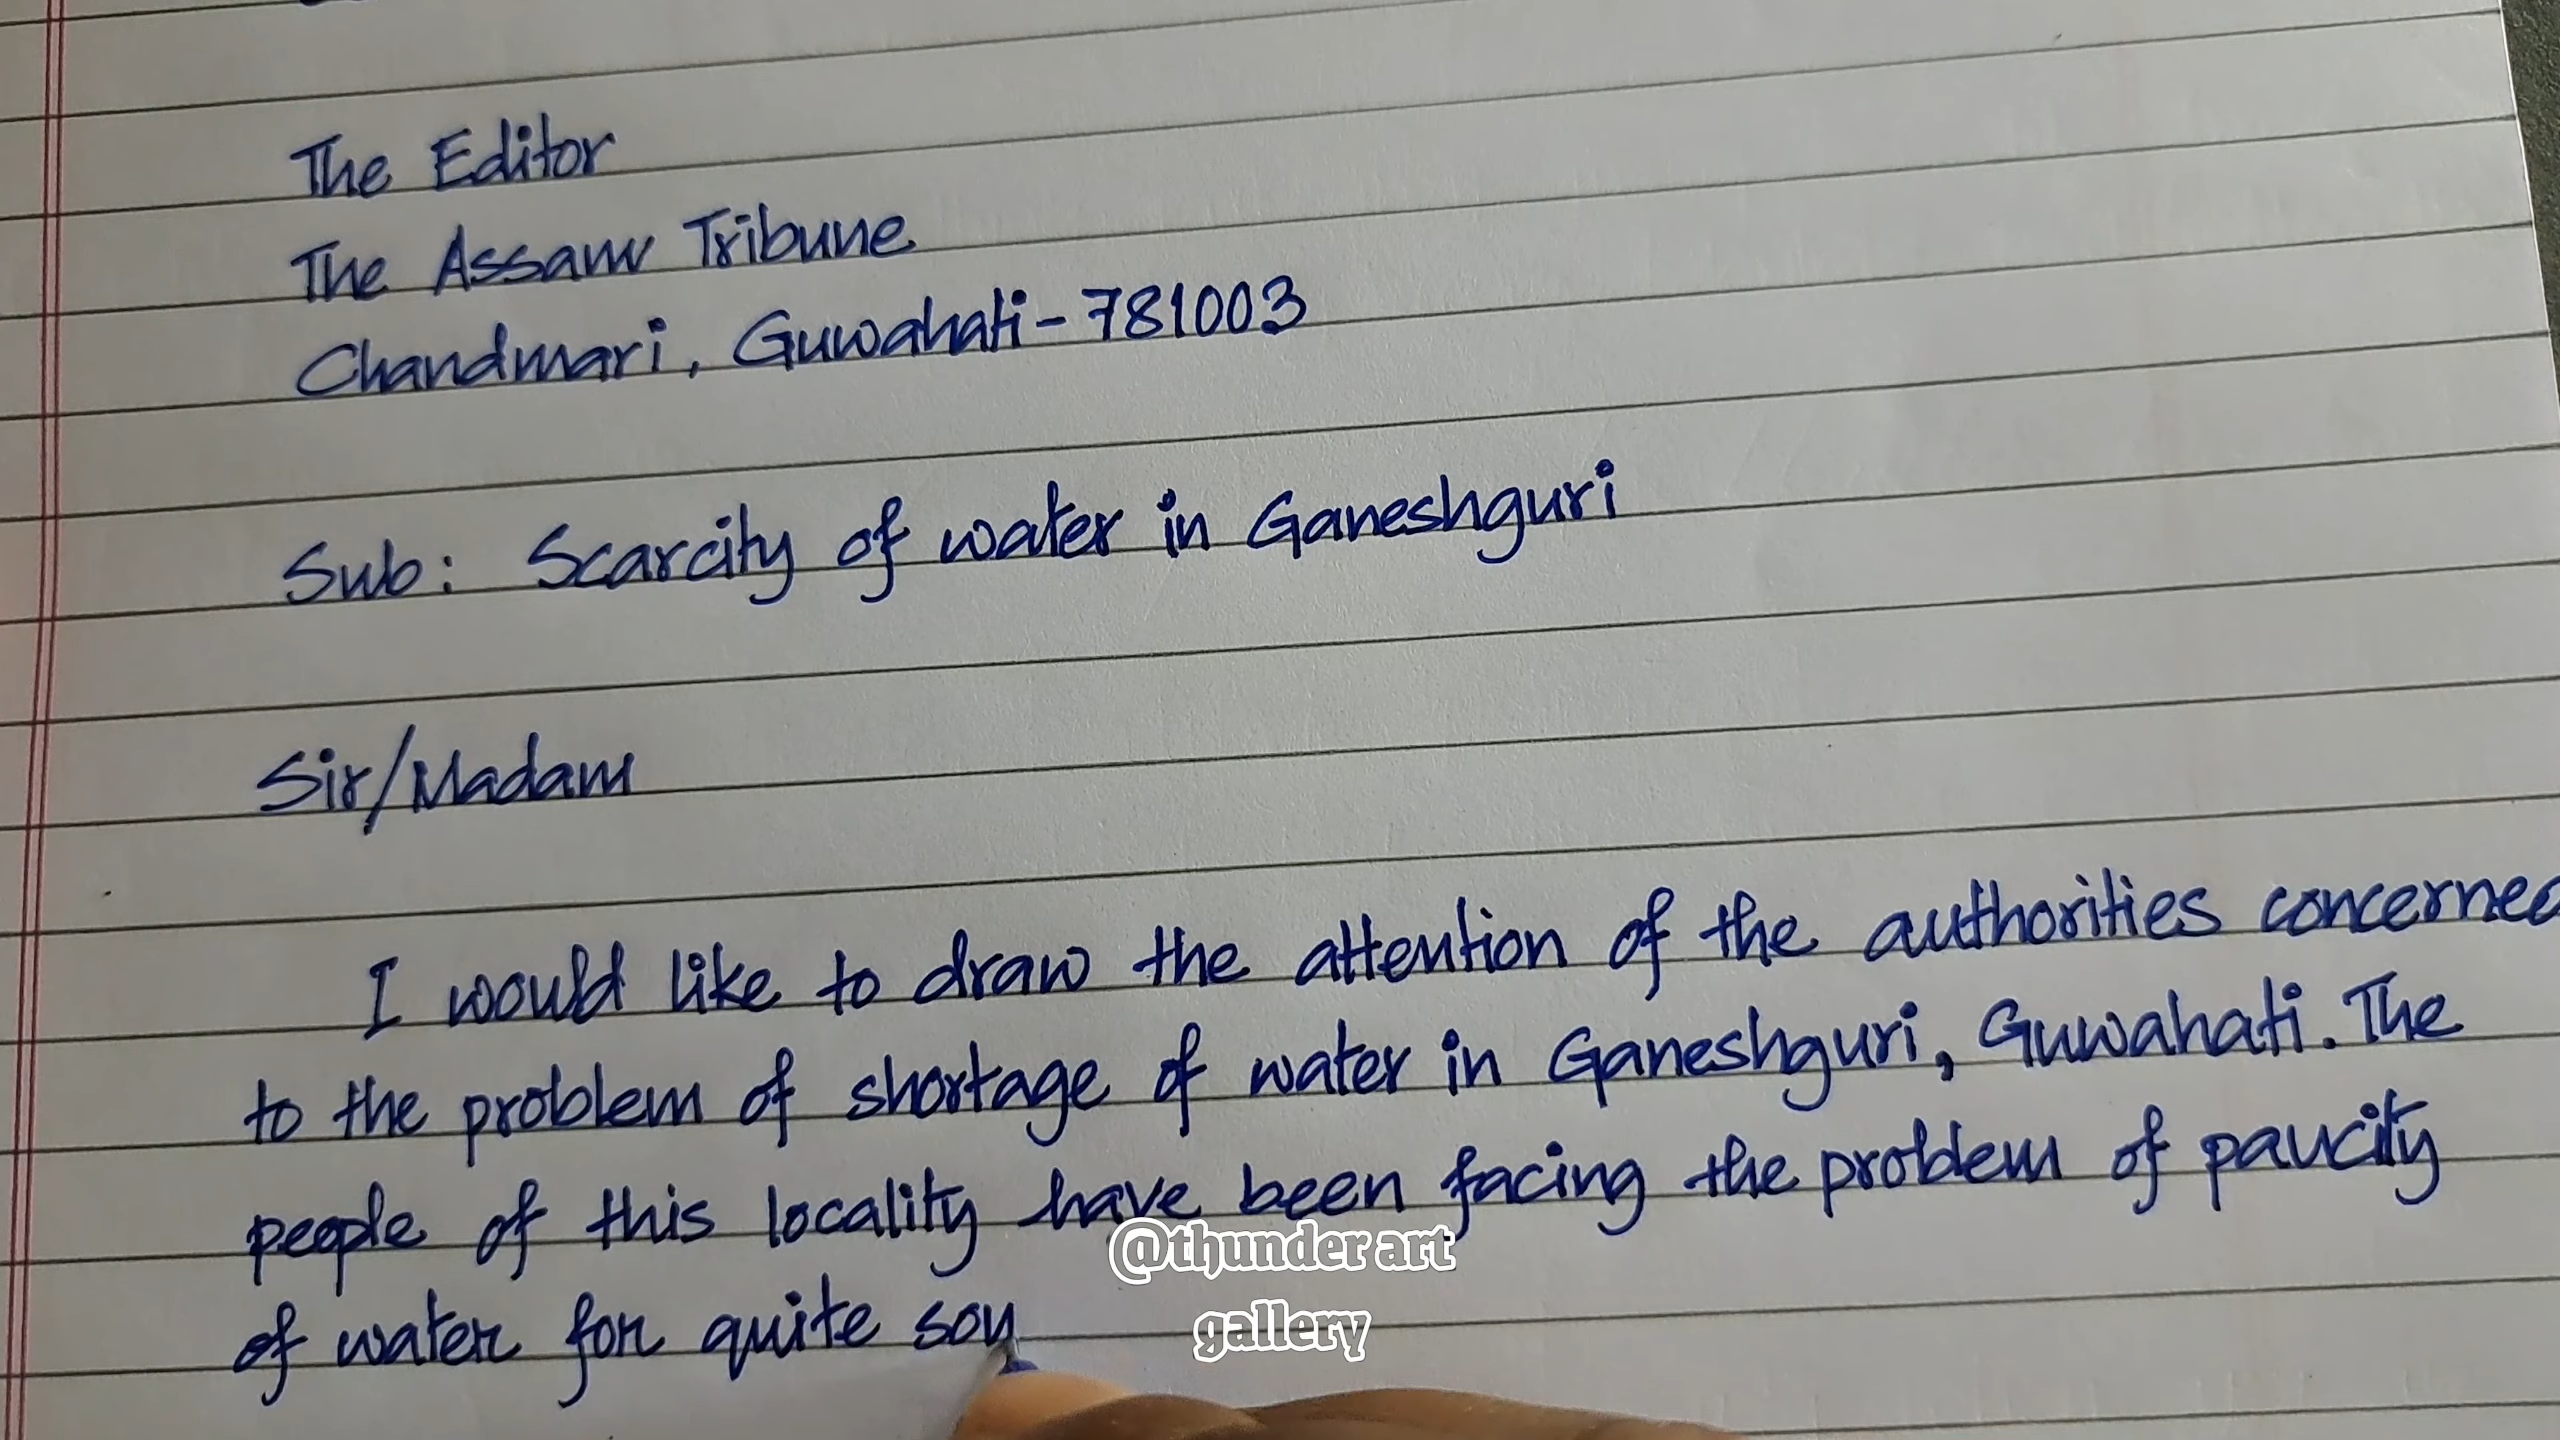 The Editor
The Assam Tribune
Chandmari, Guwahati - 781003
Sub: Scarcity of water in Ganeshguri
Sir/Madam
I would like to draw the attention of the authorities concerned
to the problem of shortage of water in Ganeshguri, Guwahati. The
people of this locality have been facing the problem of paucity
of water for quite
@thunder art
gallery